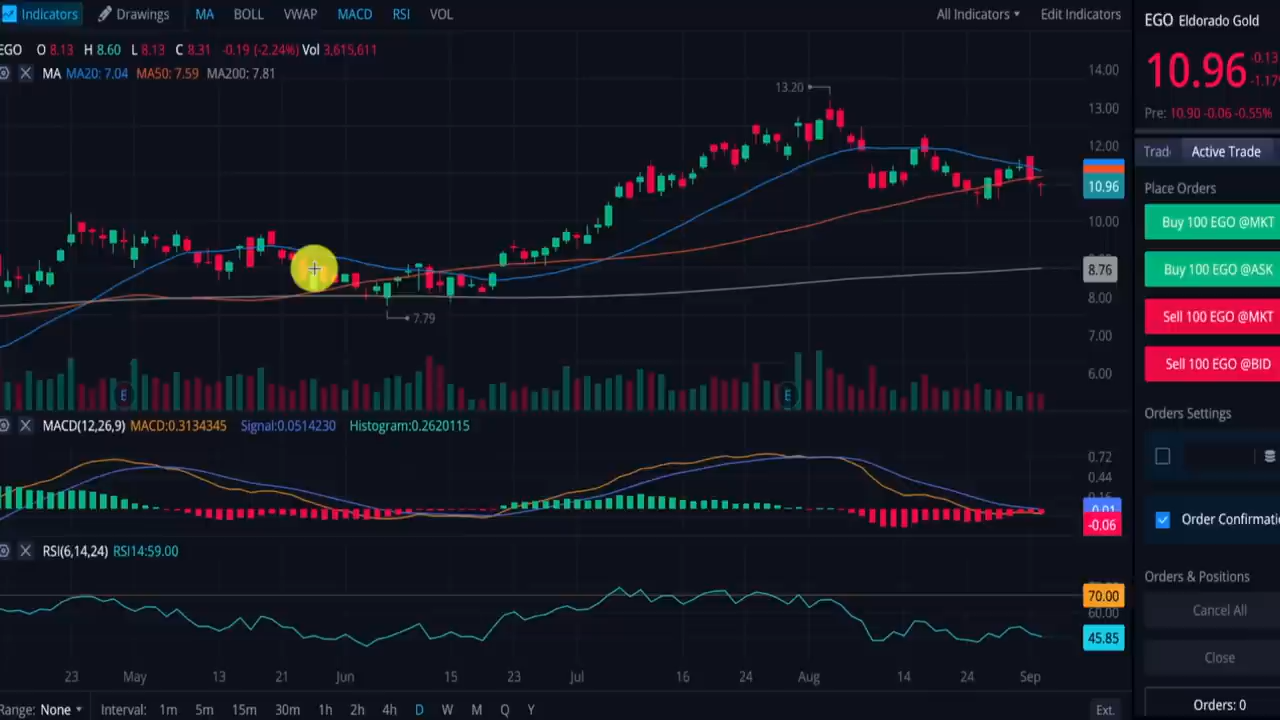 Indicators Drawings MA BOLL VWAP MACD RSI VOL All Indicators Edit Indicators
EGO O 8.13 H 8.60 L 8.13 C 8.31 -0.19 (-2.24%) Vol 3,615,611
MA MA20: 7.04 MA50: 7.59 MA200: 7.81
14.00
13.20
13.00
12.00
10.96
10.00
8.76
8.00
7.79
7.00
6.00
E E
MACD(12,26,9) MACD:0.3134345 Signal:0.0514230 Histogram:0.2620115
0.72
0.44
-0.01
-0.06
RSI(6,14,24) RSI14:59.00
70.00
60.00
45.85
23 May 13 21 Jun 15 23 Jul 16 24 Aug 14 24 Sep
Range: None Interval: 1m 5m 15m 30m 1h 2h 4h D W M Q Y Ext.
EGO Eldorado Gold
10.96 -0.13
-1.17%
Pre: 10.90 -0.06 -0.55%
Trad Active Trade
Place Orders
Buy 100 EGO @MKT
Buy 100 EGO @ASK
Sell 100 EGO @MKT
Sell 100 EGO @BID
Orders Settings
Order Confirmati
Orders & Positions
Cancel All
Close
Orders: 0